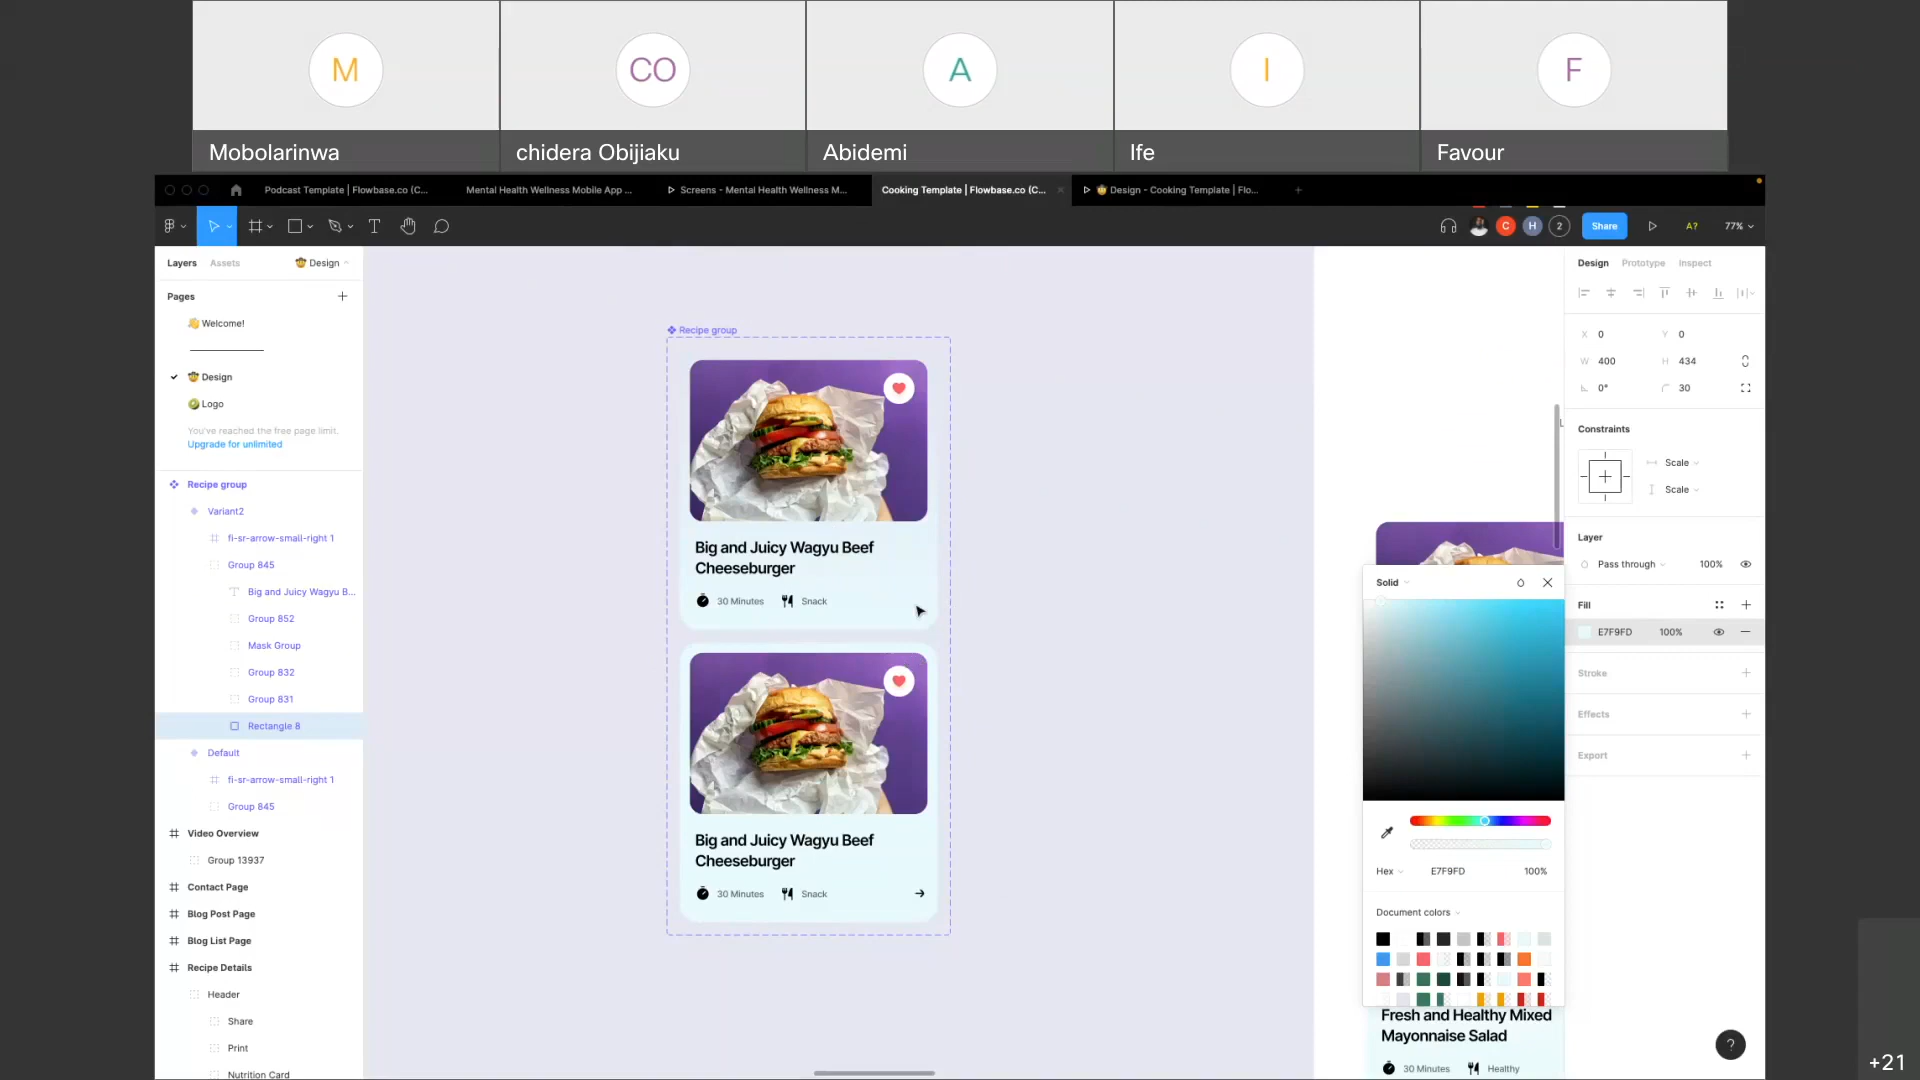 M
CO
A
I
F
Mobolarinwa
chidera Obijiaku
Abidemi
Ife
Favour
Podcast Template | Flowbase.co (C...
Mental Health Wellness Mobile App ...
Screens - Mental Health Wellness M...
Cooking Template | Flowbase.co (C...
Design - Cooking Template | Flo...
C
H
2
Share
A?
77%
Layers
Assets
Design
Pages
Welcome!
Design
Logo
You've reached the free page limit.
Upgrade for unlimited
Recipe group
Variant2
fi-sr-arrow-small-right 1
Group 845
Big and Juicy Wagyu B...
Group 852
Mask Group
Group 832
Group 831
Rectangle 8
Default
fi-sr-arrow-small-right 1
Group 845
Video Overview
Group 13937
Contact Page
Blog Post Page
Blog List Page
Recipe Details
Header
Share
Print
Nutrition Card
Recipe group
Big and Juicy Wagyu Beef
Cheeseburger
30 Minutes
Snack
Big and Juicy Wagyu Beef
Cheeseburger
30 Minutes
Snack
Solid
Hex
E7F9FD
100%
Document colors
Fresh and Healthy Mixed
Mayonnaise Salad
30 Minutes
Healthy
Design
Prototype
Inspect
X 0
Y 0
W 400
H 434
0°
30
Constraints
Scale
Scale
Layer
Pass through
100%
Fill
E7F9FD
100%
Stroke
Effects
Export
?
+21